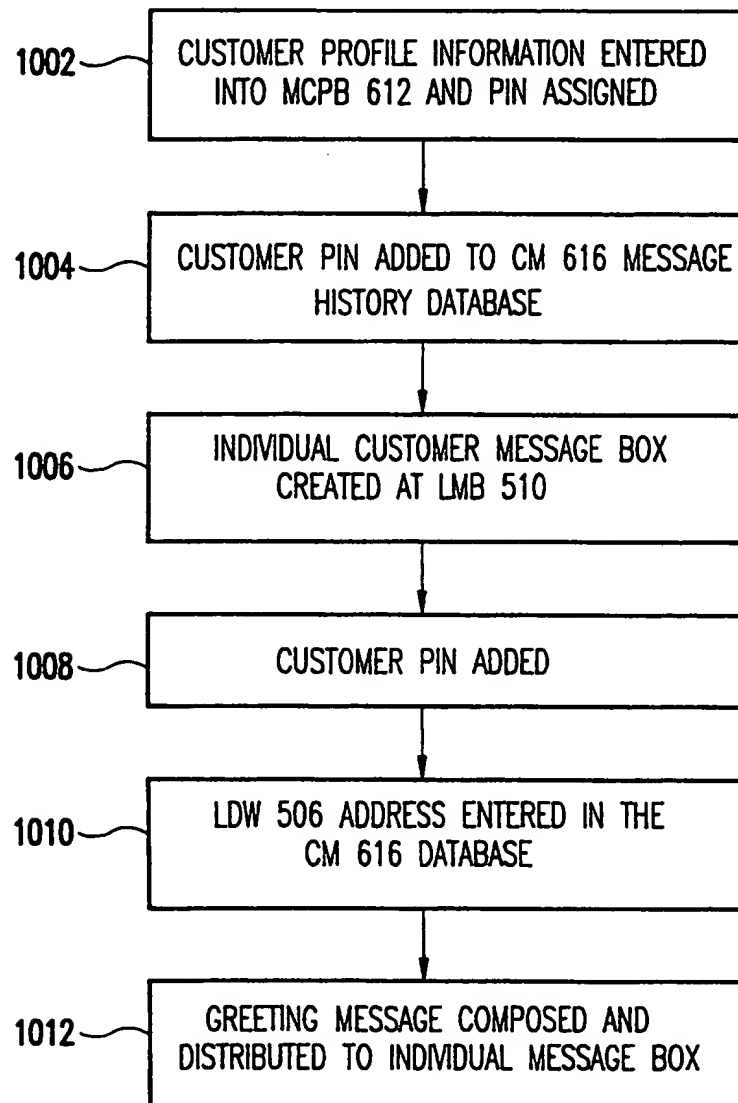 1002
CUSTOMER PROFILE INFORMATION ENTERED
INTO MCPB 612 AND PIN ASSIGNED
1004
CUSTOMER PIN ADDED TO CM 616 MESSAGE
HISTORY DATABASE
1006
INDIVIDUAL CUSTOMER MESSAGE BOX
CREATED AT LMB 510
1008
CUSTOMER PIN ADDED
1010
LDW 506 ADDRESS ENTERED IN THE
CM 616 DATABASE
1012
GREETING MESSAGE COMPOSED AND
DISTRIBUTED TO INDIVIDUAL MESSAGE BOX